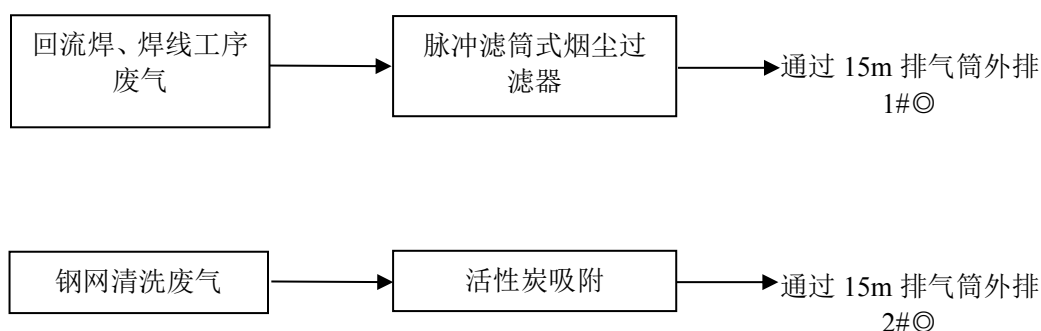 回流焊、焊线工序
废气
脉冲滤筒式烟尘过
滤器
通过 15m 排气筒外排
1#◎
钢网清洗废气
活性炭吸附
通过 15m 排气筒外排
2#◎